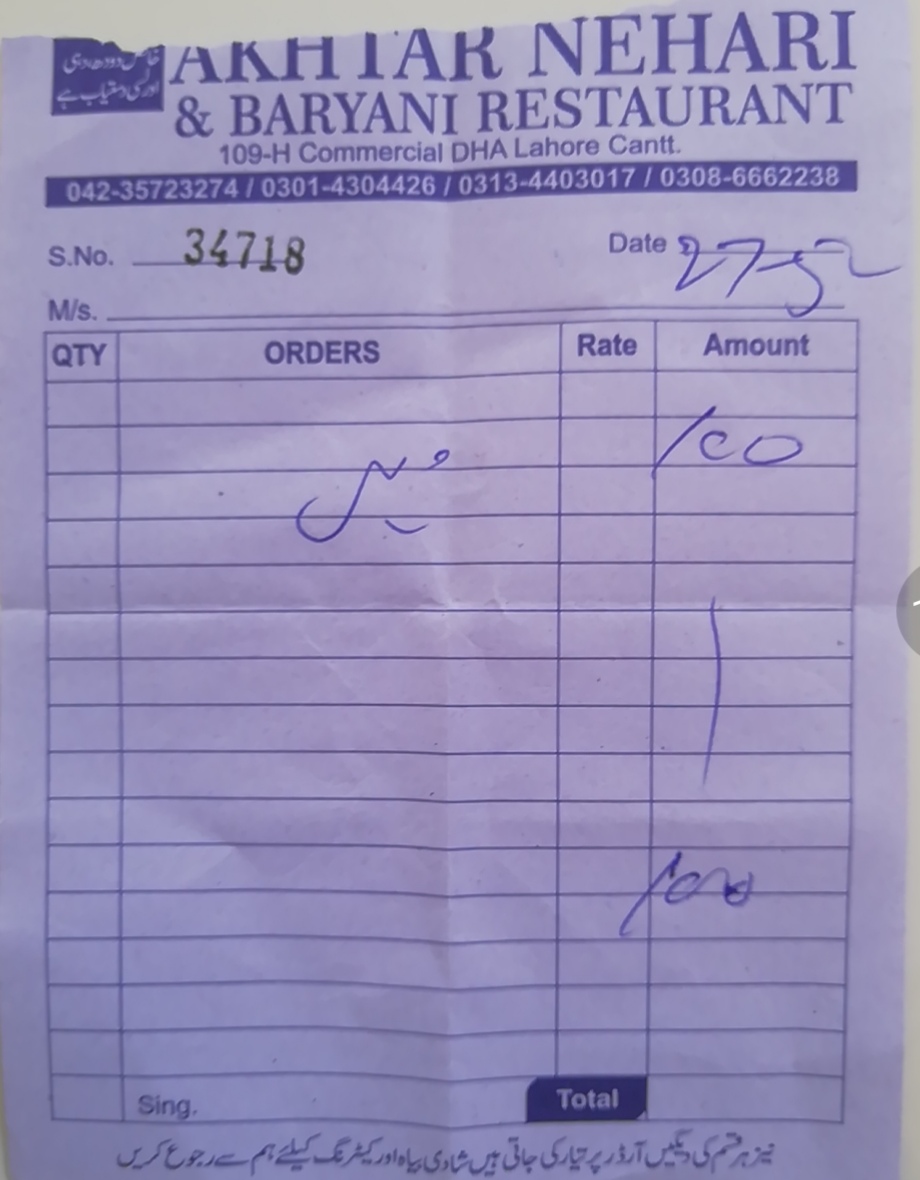 خالص دودھ دہی
اور لسی دستیاب ہے
AKHTAR NEHARI
& BARYANI RESTAURANT
109-H Commercial DHA Lahore Cantt.
042-35723274 / 0301-4304426 / 0313-4403017 / 0308-6662238
S.No. 34718
Date 27
M/s.
QTY ORDERS Rate Amount
100
100
Sing. Total
نیز ہر قسم کی دیگیں آرڈر پر تیار کی جاتی ہیں شادی بیاہ اور کیٹرنگ کیلئے ہم سے رجوع کریں